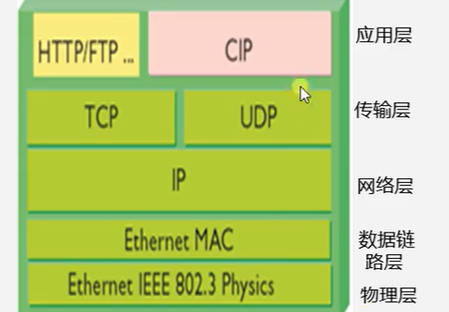 HTTP/FTP ...
CIP
应用层
TCP
UDP
传输层
IP
网络层
Ethernet MAC
数据链
路层
Ethernet IEEE 802.3 Physics
物理层